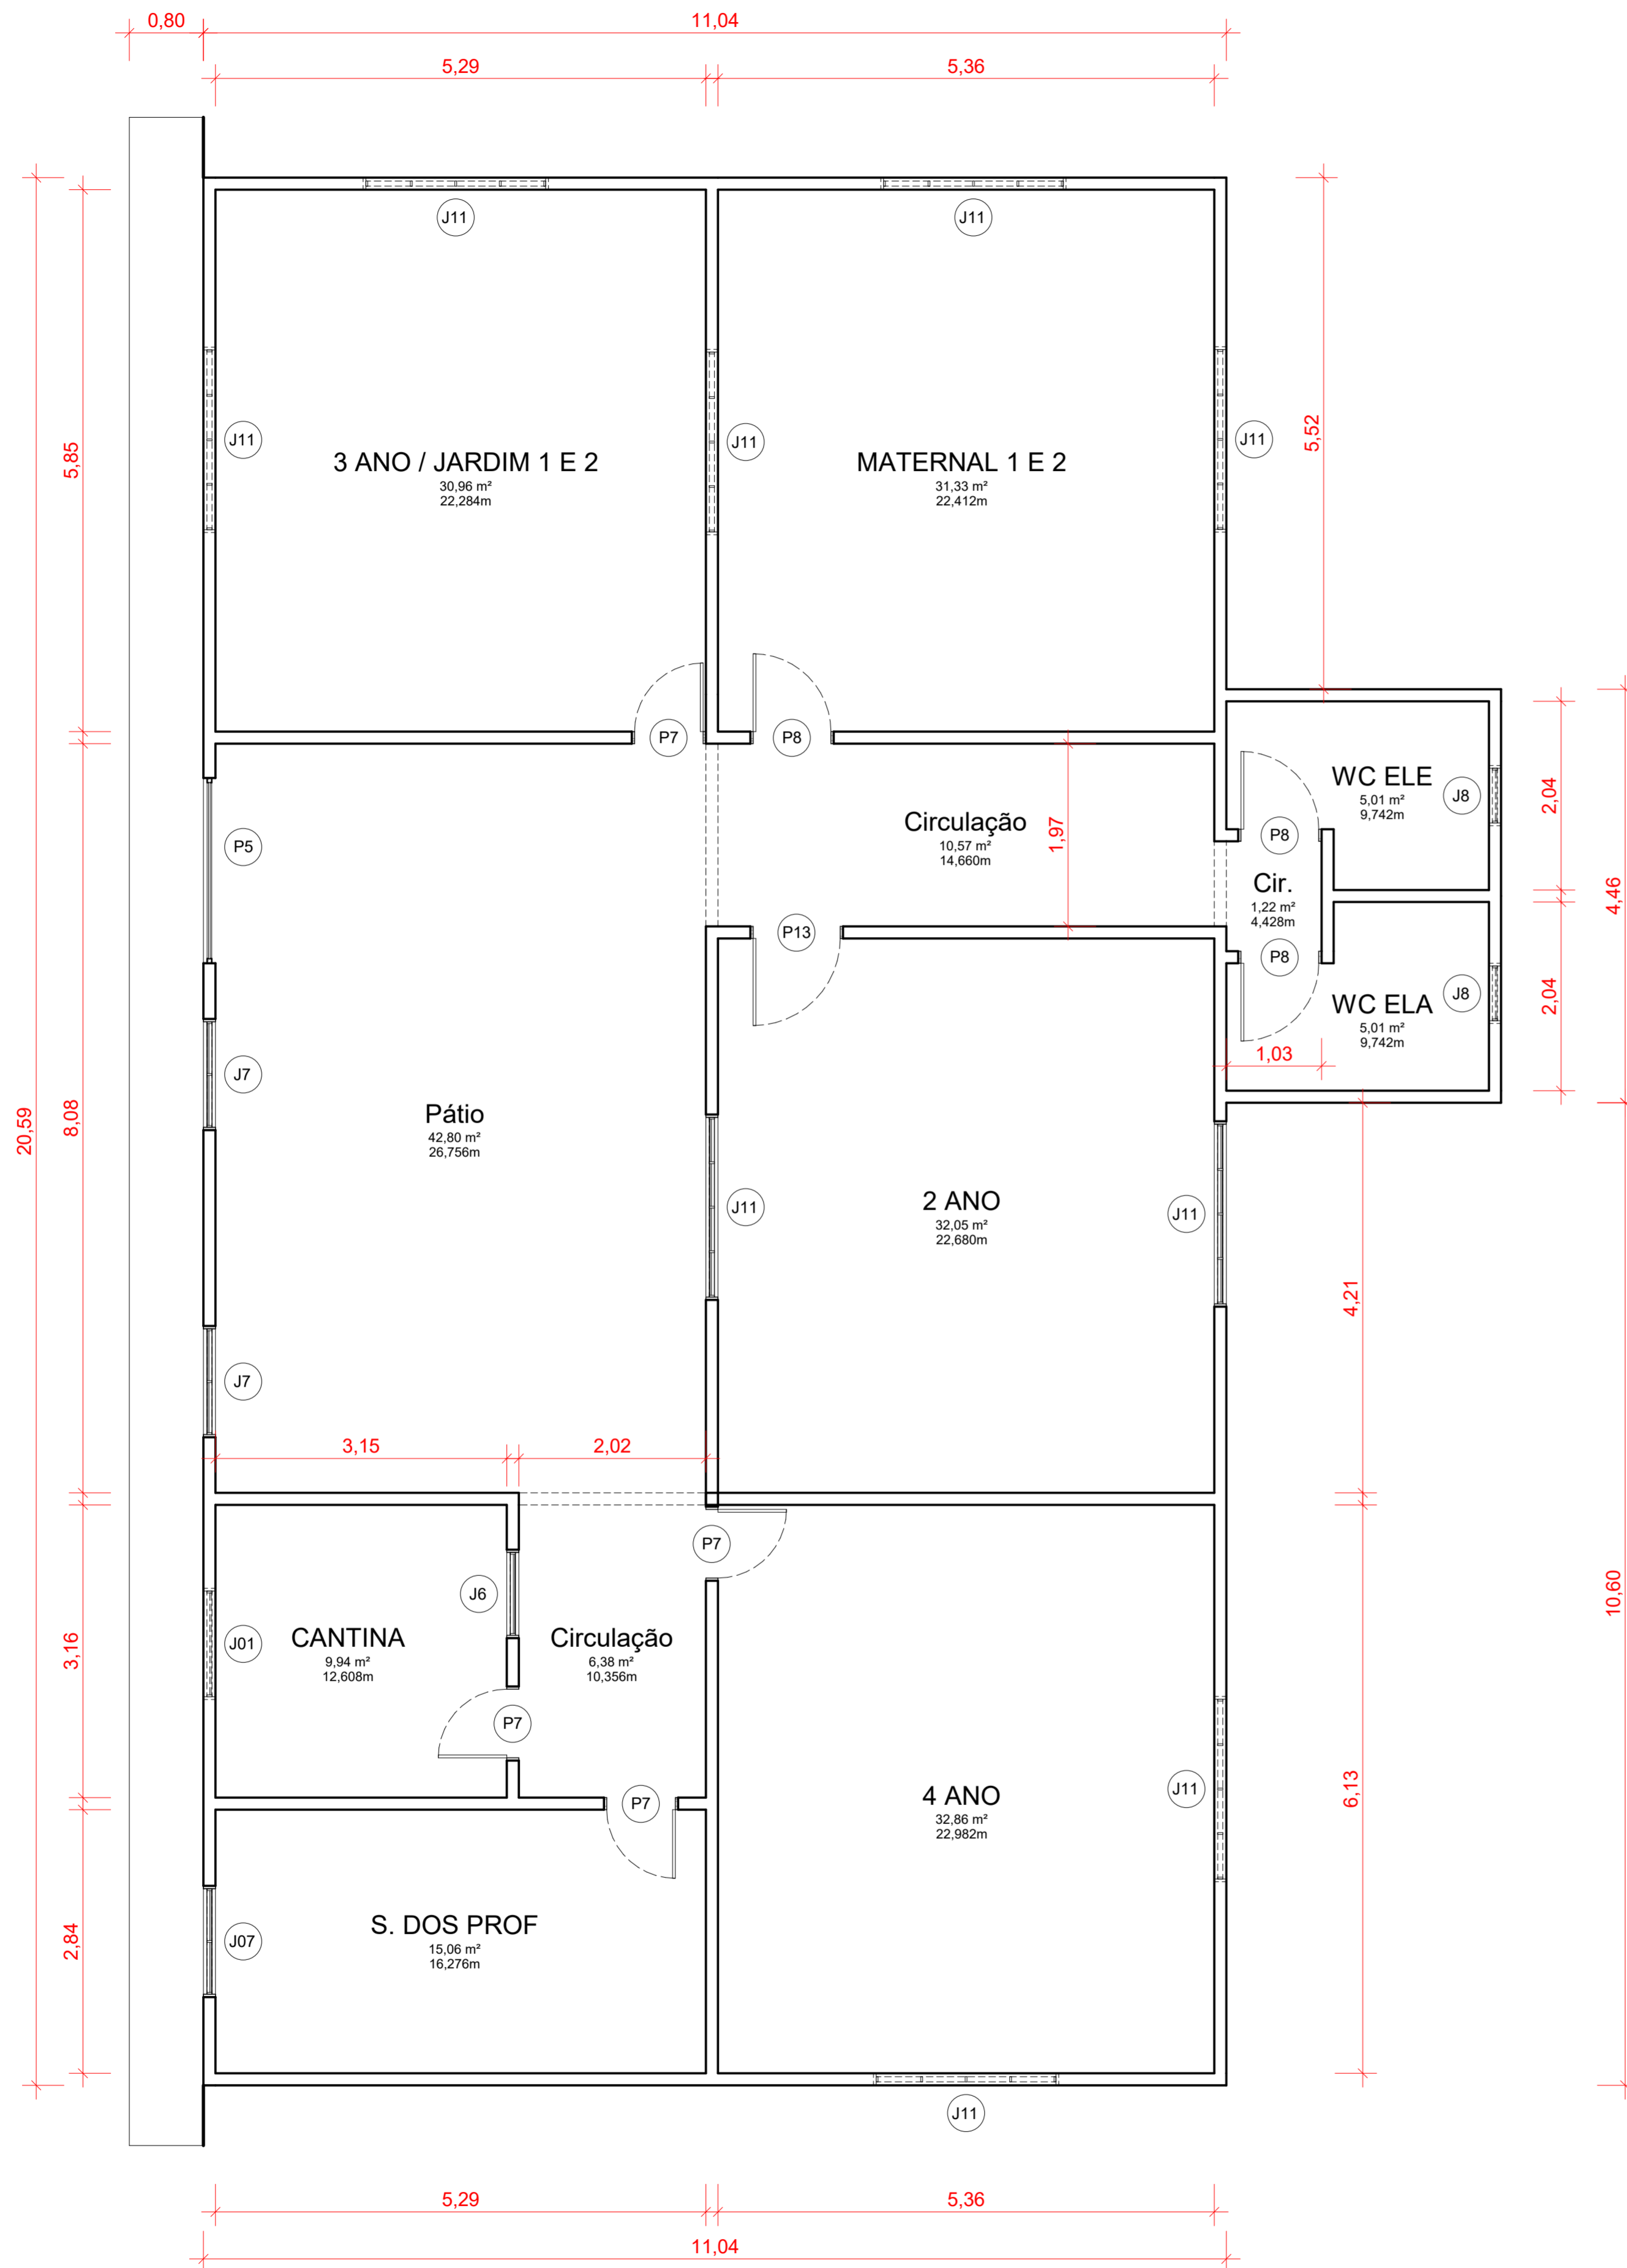 0,80
11,04
5,29
5,36
J11
J11
J11
J11
J11
5,52
5,85
3 ANO / JARDIM 1 E 2
30,96 m²
22,284m
MATERNAL 1 E 2
31,33 m²
22,412m
P7
P8
WC ELE
5,01 m²
9,742m
J8
2,04
P5
Circulação
10,57 m²
14,660m
1,97
P8
Cir.
1,22 m²
4,428m
4,46
P13
P8
WC ELA
5,01 m²
9,742m
J8
2,04
1,03
J7
20,59
8,08
Pátio
42,80 m²
26,756m
2 ANO
32,05 m²
22,680m
J11
J11
4,21
J7
3,15
2,02
P7
J6
10,60
3,16
J01
CANTINA
9,94 m²
12,608m
Circulação
6,38 m²
10,356m
P7
P7
4 ANO
32,86 m²
22,982m
J11
6,13
2,84
J07
S. DOS PROF
15,06 m²
16,276m
J11
5,29
5,36
11,04